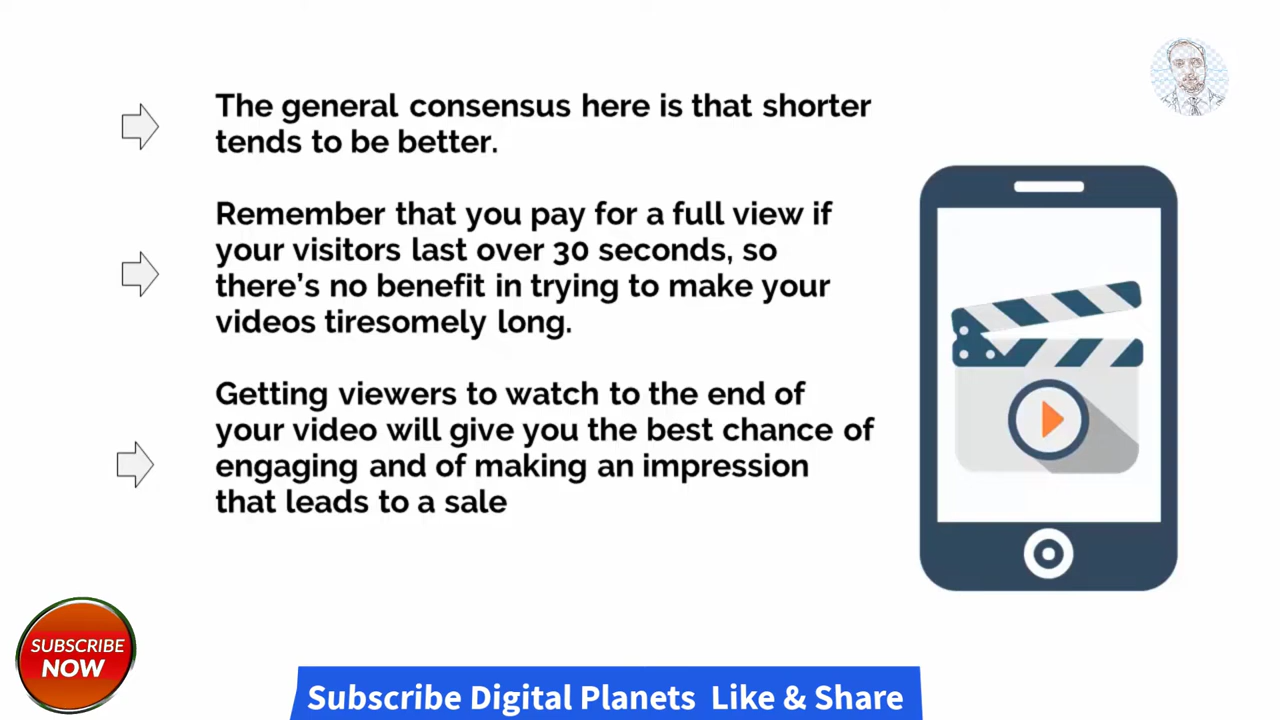 The general consensus here is that shorter
tends to be better.
Remember that you pay for a full view if
your visitors last over 30 seconds, so
there's no benefit in trying to make your
videos tiresomely long.
Getting viewers to watch to the end of
your video will give you the best chance of
engaging and of making an impression
that leads to a sale
SUBSCRIBE
NOW
Subscribe Digital Planets Like & Share